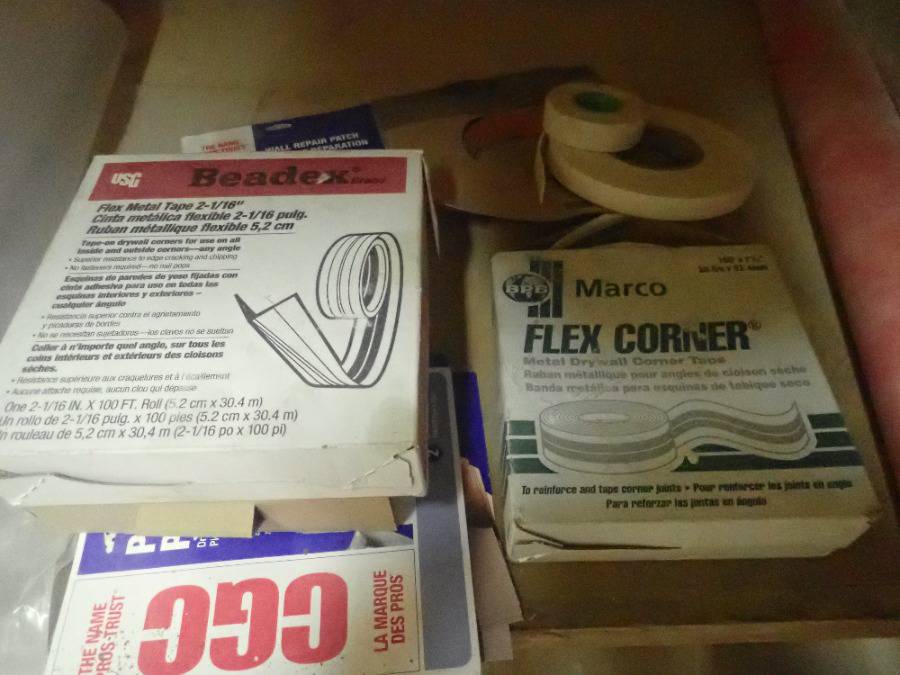 THE NAME
PROS TRUST
WALL REPAIR PATCH
RÉPARATION
USG
Beadex® Brand
Flex Metal Tape 2-1/16"
Cinta metálica flexible 2-1/16 pulg.
Ruban métallique flexible 5,2 cm
Tape-on drywall corners for use on all
inside and outside corners—any angle
• Superior resistance to edge cracking and chipping
• No fasteners required—no nail pops
Esquinas de paredes de yeso fijadas con
cinta adhesiva para uso en todas las
esquinas interiores y exteriores –
cualquier ángulo
• Resistencia superior contra el agrietamiento
y picaduras de bordes
• No se necesitan sujetadores—los clavos no se sueltan
Coller à n'importe quel angle, sur tous les
coins intérieurs et extérieurs des cloisons
sèches.
• Résistance supérieure aux craquelures et à l'écaillement
• Aucune attache requise, aucun clou qui dépasse
One 2-1/16 IN. X 100 FT. Roll (5.2 cm x 30.4 m)
Un rollo de 2-1/16 pulg. x 100 pies (5.2 cm x 30.4 m)
Un rouleau de 5,2 cm x 30,4 m (2-1/16 po x 100 pi)
BPB
Marco
FLEX CORNER®
Metal Drywall Corner Tape
Ruban métallique pour angles de cloison sèche
Banda metálica para esquinas de tabique seco
To reinforce and tape corner joints • Pour renforcer les joints en angle
Para reforzar las juntas en ángulo
THE NAME
PROS TRUST
CGC
LA MARQUE
DES PROS